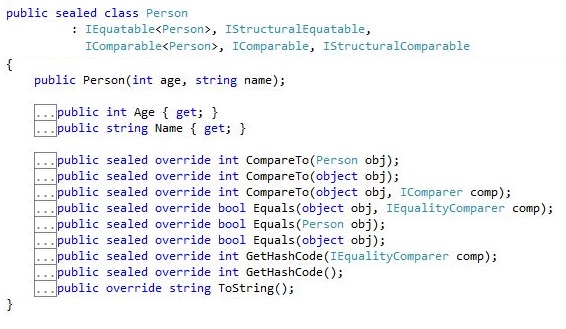 public sealed class Person
: IEquatable<Person>, IStructuralEquatable,
IComparable<Person>, IComparable, IStructuralComparable
{
public Person(int age, string name);
...public int Age { get; }
...public string Name { get; }
...public sealed override int CompareTo(Person obj);
...public sealed override int CompareTo(object obj);
...public sealed override int CompareTo(object obj, IComparer comp);
...public sealed override bool Equals(object obj, IEqualityComparer comp);
...public sealed override bool Equals(Person obj);
...public sealed override bool Equals(object obj);
...public sealed override int GetHashCode(IEqualityComparer comp);
...public sealed override int GetHashCode();
...public override string ToString();
}